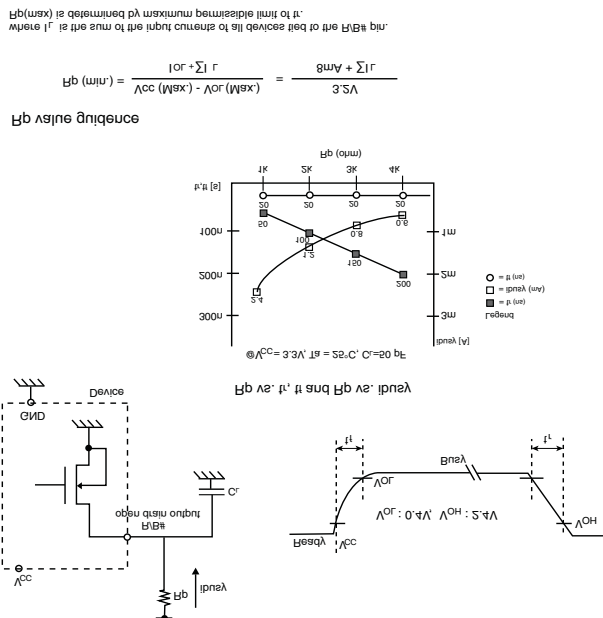 Rp
ibusy
VCC
Ready
VCC
R/B#
open drain output
VOH
VOL : 0.4V, VOH : 2.4V
CL
VOL
Busy
GND
tf
tr
Device
Rp vs. tr, tf and Rp vs. ibusy
@VCC = 3.3V, Ta = 25°C, CL=50 pF
ibusy [A]
300n
3m
Legend
2.4
= tr (ns)
200
= ibusy (mA)
200n
2m
= tf (ns)
150
1.2
100
0.8
100n
1m
50
0.6
20 20 20 20
tr,tf [s]
1k 2k 3k 4k
Rp (ohm)
Rp value guidence
Vcc (Max.) - VOL (Max.) 3.2V
Rp (min.) = =
IOL + ΣIL 8mA + ΣIL
where IL is the sum of the input currents of all devices tied to the R/B# pin.
Rp(max) is determined by maximum permissible limit of tr.